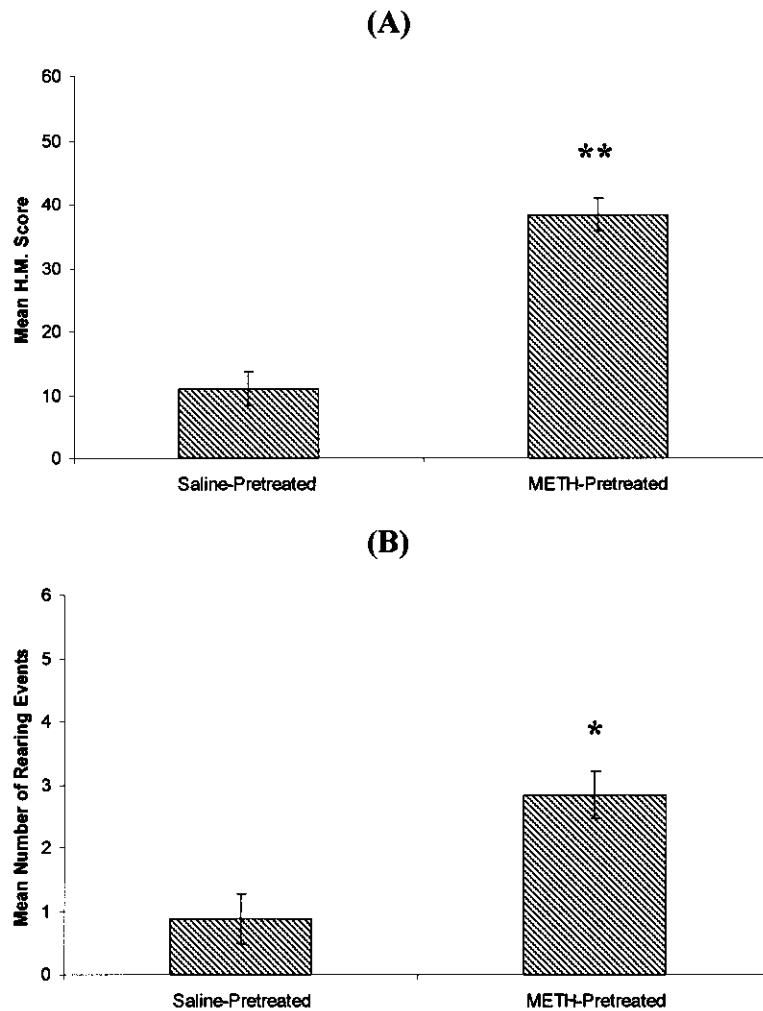 (A)
60
50
40
30
20
10
0
Mean H.M. Score
**
Saline-Pretreated METH-Pretreated
(B)
6
5
4
3
2
1
0
Mean Number of Rearing Events
*
Saline-Pretreated METH-Pretreated